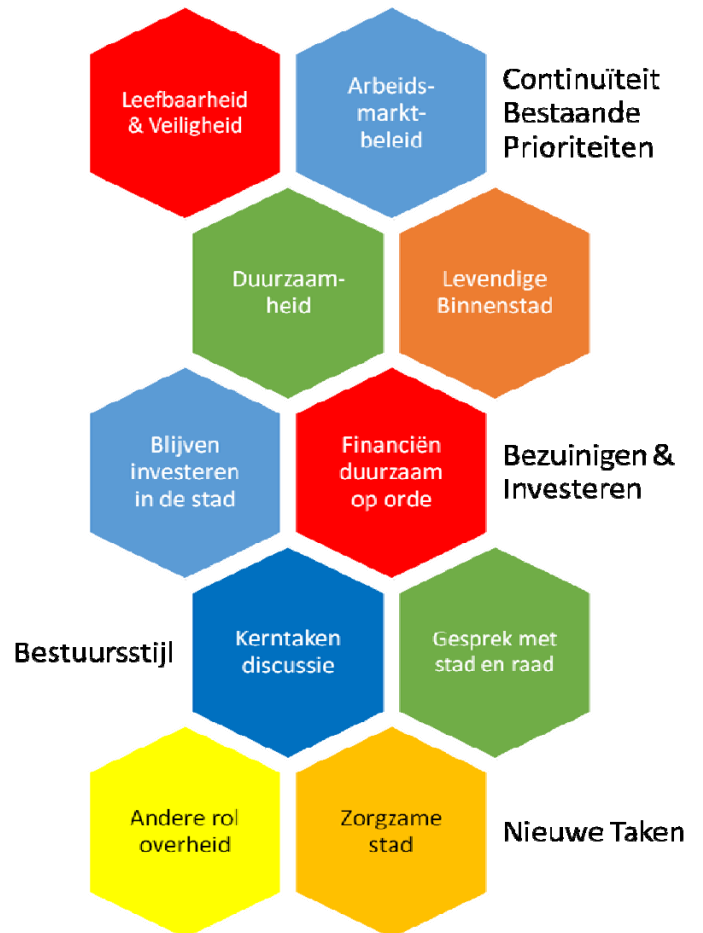 Leefbaarheid
& Veiligheid
Arbeids-
markt-
beleid
Continuïteit
Bestaande
Prioriteiten
Duurzaam-
heid
Levendige
Binnenstad
Blijven
investeren
in de stad
Financiën
duurzaam
op orde
Bezuinigen &
Investeren
Bestuursstijl
Kerntaken
discussie
Gesprek met
stad en raad
Andere rol
overheid
Zorgzame
stad
Nieuwe Taken